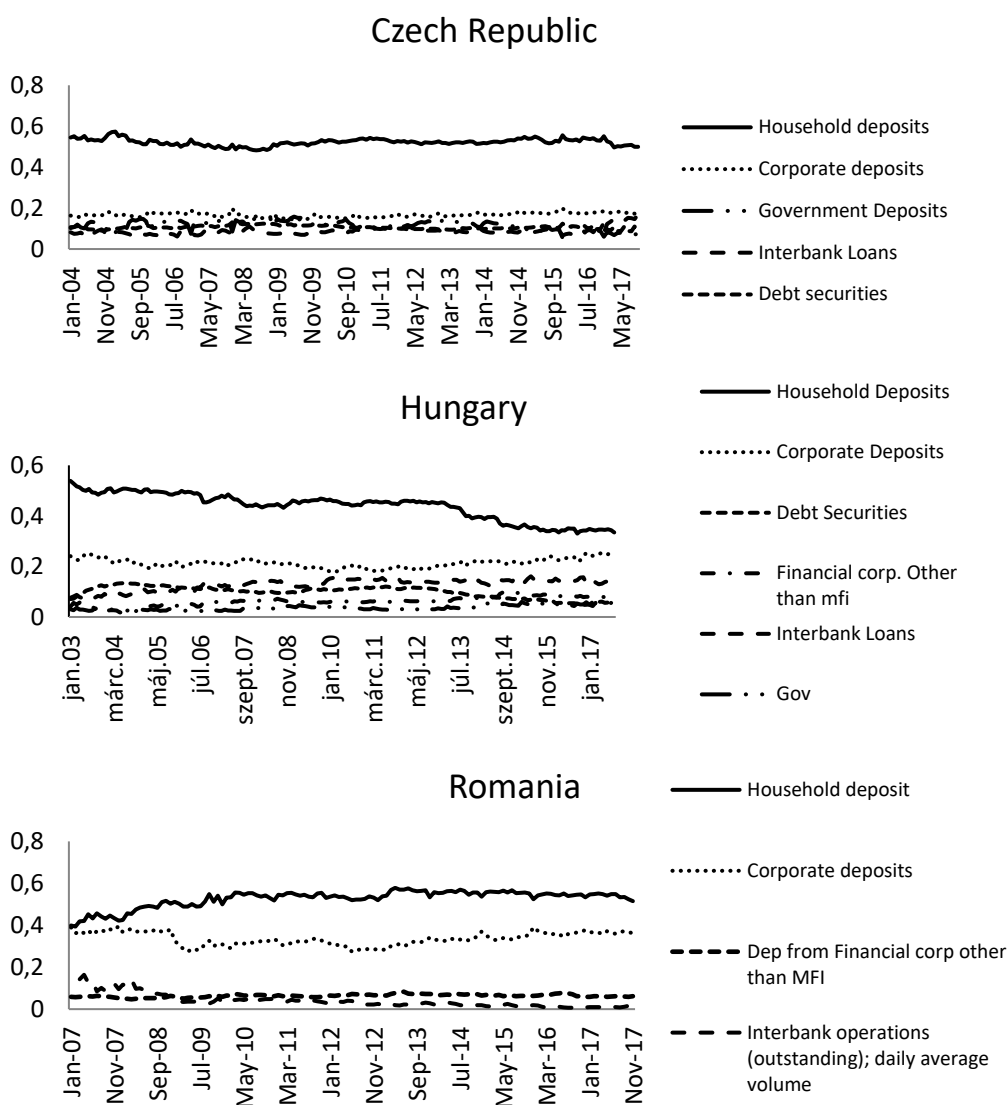 Czech Republic
0,8
0,6
0,4
0,2
0
Jan-04
Nov-04
Sep-05
Jul-06
May-07
Mar-08
Jan-09
Nov-09
Sep-10
Jul-11
May-12
Mar-13
Jan-14
Nov-14
Sep-15
Jul-16
May-17
Household deposits
Corporate deposits
Government Deposits
Interbank Loans
Debt securities
Hungary
0,6
0,4
0,2
0
jan.03
márc.04
máj.05
júl.06
szept.07
nov.08
jan.10
márc.11
máj.12
júl.13
szept.14
nov.15
jan.17
Household Deposits
Corporate Deposits
Debt Securities
Financial corp. Other
than mfi
Interbank Loans
Gov
Romania
0,8
0,6
0,4
0,2
0
Jan-07
Nov-07
Sep-08
Jul-09
May-10
Mar-11
Jan-12
Nov-12
Sep-13
Jul-14
May-15
Mar-16
Jan-17
Nov-17
Household deposit
Corporate deposits
Dep from Financial corp other
than MFI
Interbank operations
(outstanding); daily average
volume